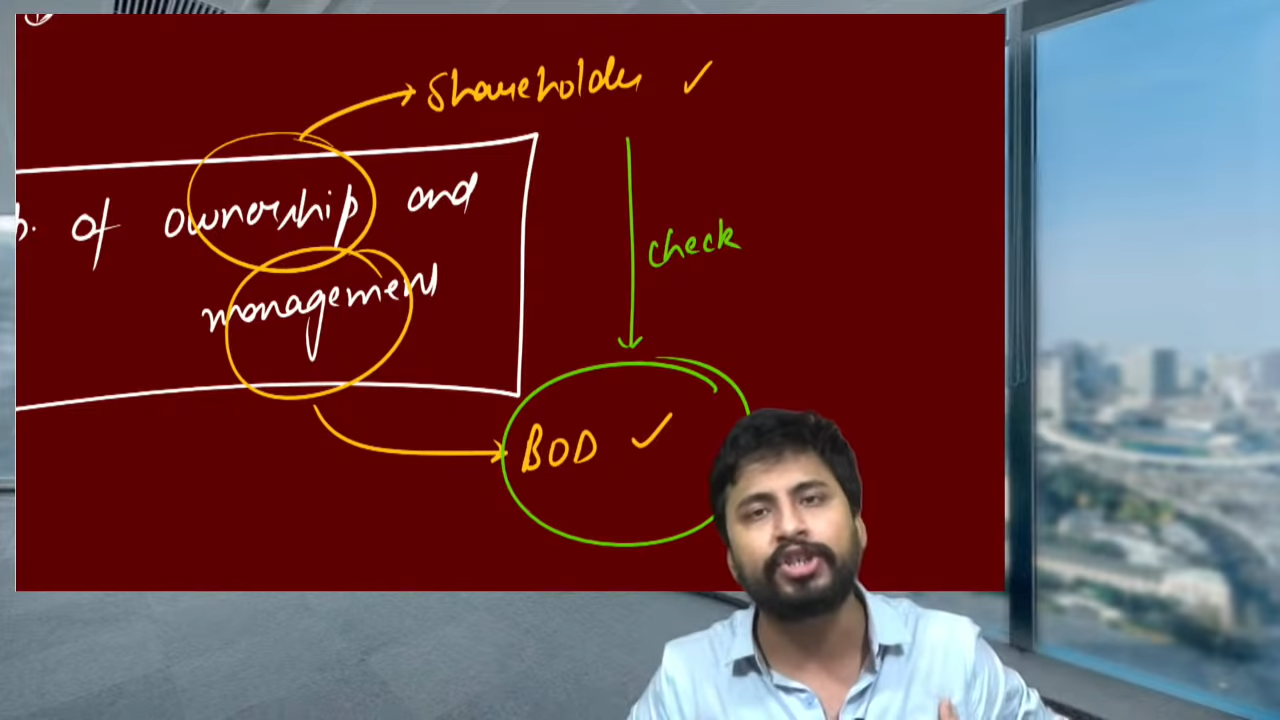 Shareholder ✓
of ownership and
management
check
BOD ✓